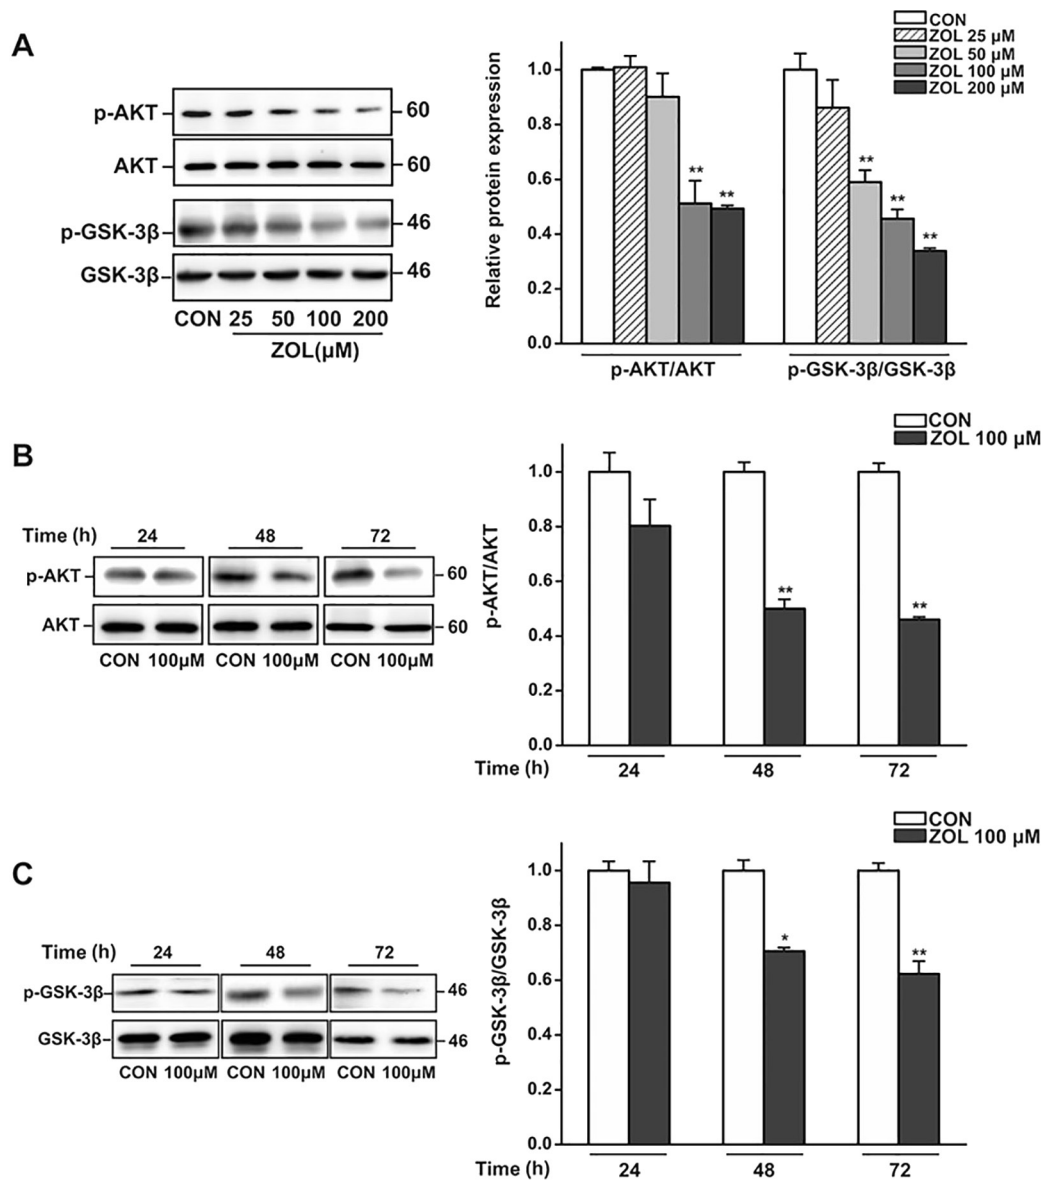 A
p-AKT
60
AKT
60
p-GSK-3β
46
GSK-3β
46
CON 25 50 100 200
ZOL(μM)
CON
ZOL 25 μM
ZOL 50 μM
ZOL 100 μM
ZOL 200 μM
Relative protein expression
1.0
0.8
0.6
0.4
0.2
0.0
** ** ** ** **
p-AKT/AKT p-GSK-3β/GSK-3β
B
Time (h) 24 48 72
p-AKT
60
AKT
60
CON 100μM CON 100μM CON 100μM
CON
ZOL 100 μM
p-AKT/AKT
1.0
0.8
0.6
0.4
0.2
0.0
** **
Time (h) 24 48 72
C
Time (h) 24 48 72
p-GSK-3β
46
GSK-3β
46
CON 100μM CON 100μM CON 100μM
CON
ZOL 100 μM
p-GSK-3β/GSK-3β
1.0
0.8
0.6
0.4
0.2
0.0
* **
Time (h) 24 48 72